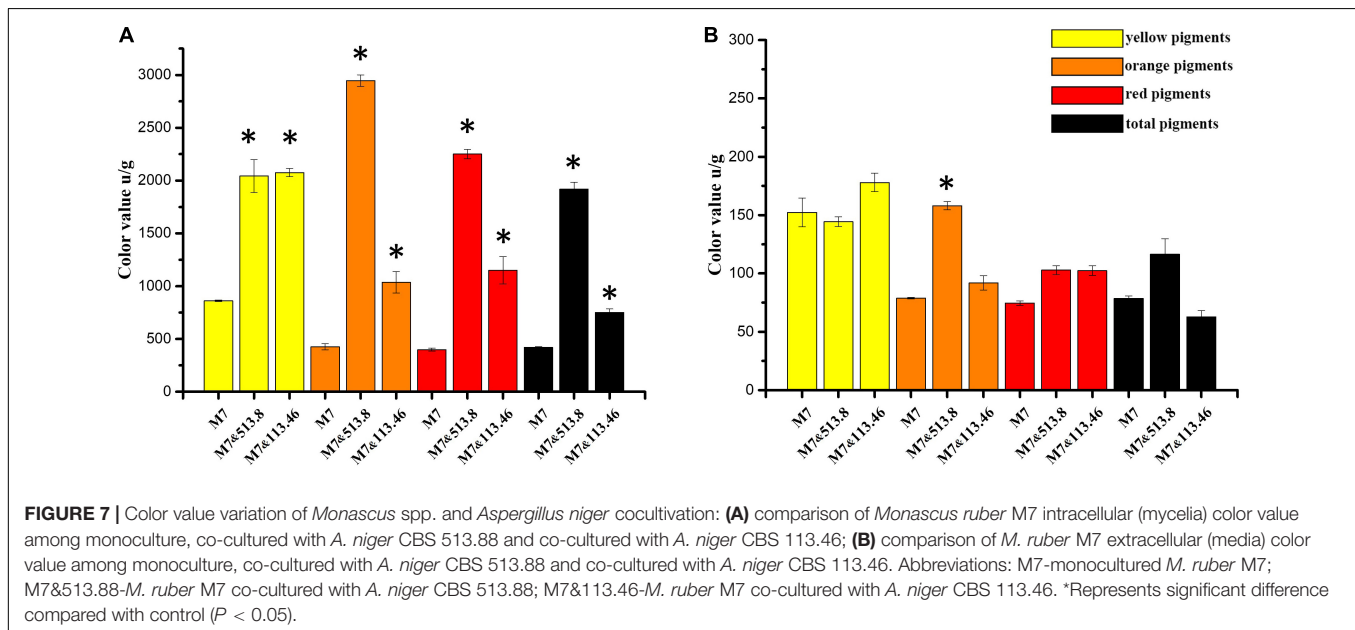 A
Color value u/g
3000
2500
2000
1500
1000
500
0
* * * * * * * *
M7
M7&513.8
M7&113.46
M7
M7&513.8
M7&113.46
M7
M7&513.8
M7&113.46
M7
M7&513.8
M7&113.46
B
Color value u/g
300
250
200
150
100
50
0
*
yellow pigments
orange pigments
red pigments
total pigments
M7
M7&513.8
M7&113.46
M7
M7&513.8
M7&113.46
M7
M7&513.8
M7&113.46
M7
M7&513.8
M7&113.46
FIGURE 7 | Color value variation of Monascus spp. and Aspergillus niger cocultivation: (A) comparison of Monascus ruber M7 intracellular (mycelia) color value
among monoculture, co-cultured with A. niger CBS 513.88 and co-cultured with A. niger CBS 113.46; (B) comparison of M. ruber M7 extracellular (media) color
value among monoculture, co-cultured with A. niger CBS 513.88 and co-cultured with A. niger CBS 113.46. Abbreviations: M7-monocultured M. ruber M7;
M7&513.88-M. ruber M7 co-cultured with A. niger CBS 513.88; M7&113.46-M. ruber M7 co-cultured with A. niger CBS 113.46. *Represents significant difference
compared with control (P < 0.05).